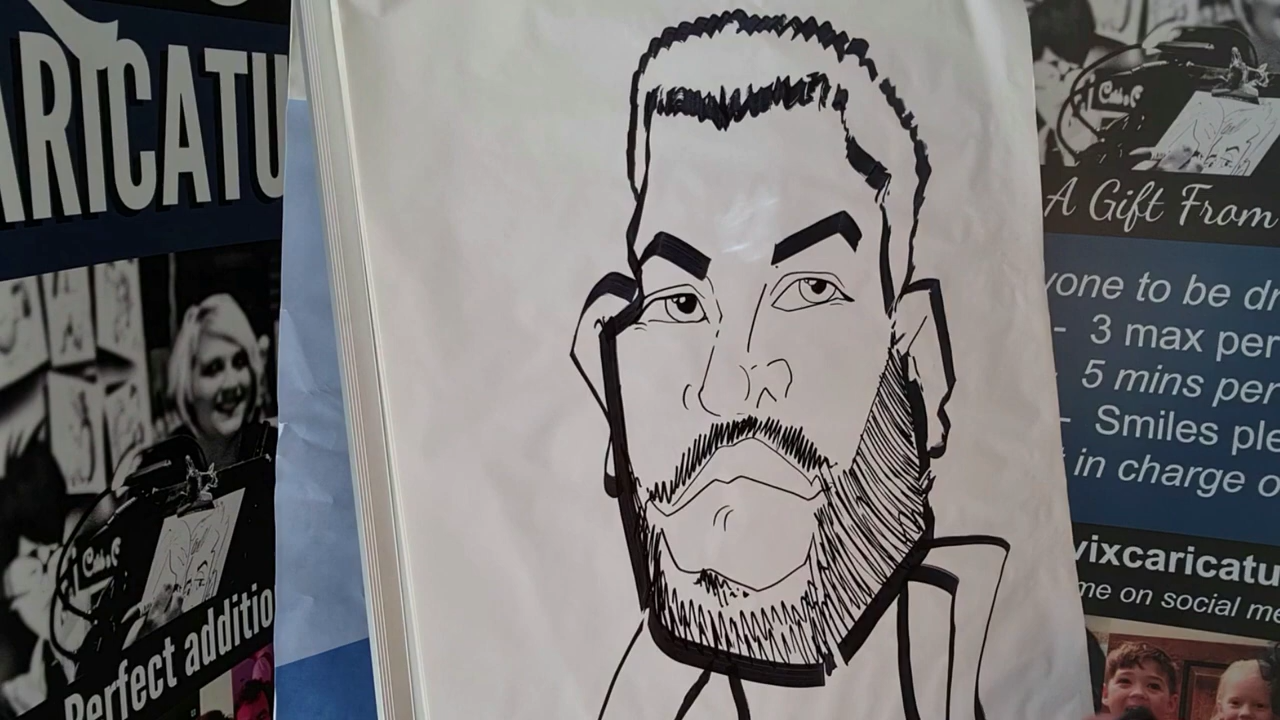 ARICATU
Perfect additio
A Gift From
yone to be dr
- 3 max per
- 5 mins per
- Smiles ple
in charge o
vixcaricatu
me on social me